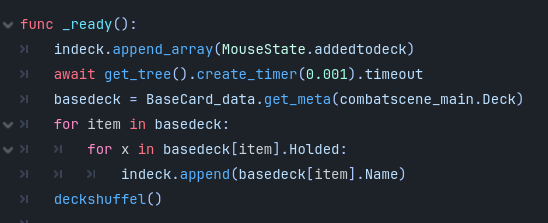 func _ready():
indeck.append_array(MouseState.addedtodeck)
await get_tree().create_timer(0.001).timeout
basedeck = BaseCard_data.get_meta(combatscene_main.Deck)
for item in basedeck:
for x in basedeck[item].Holded:
indeck.append(basedeck[item].Name)
deckshuffel()